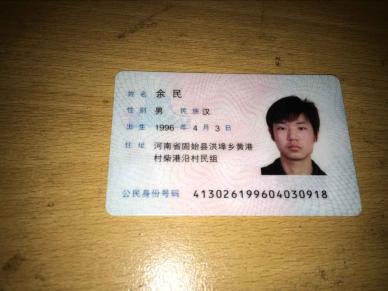 姓名 余民
性别 男 民族 汉
出生 1996 年 4 月 3 日
住址 河南省固始县洪埠乡黄港
村柴港沿村民组
公民身份号码 413026199604030918